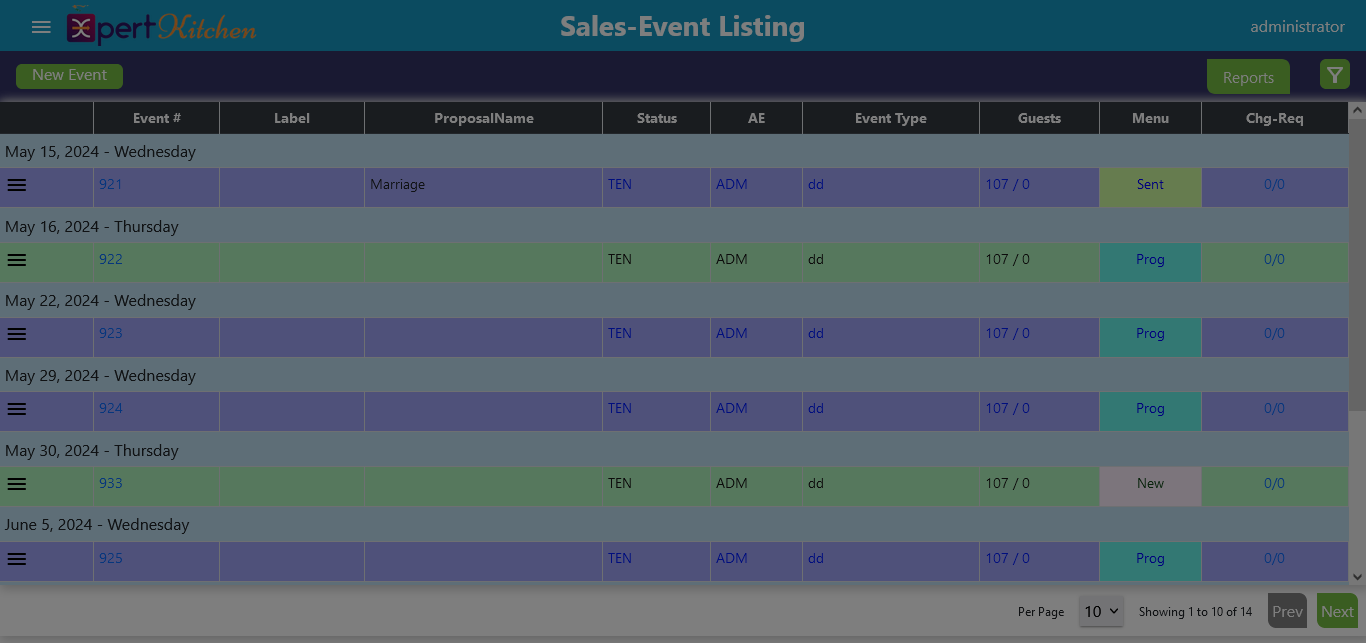 Xpert Kitchen Sales-Event Listing administrator
New Event Reports
Event # Label ProposalName Status AE Event Type Guests Menu Chg-Req
May 15, 2024 - Wednesday
921 Marriage TEN ADM dd 107 / 0 Sent 0/0
May 16, 2024 - Thursday
922 TEN ADM dd 107 / 0 Prog 0/0
May 22, 2024 - Wednesday
923 TEN ADM dd 107 / 0 Prog 0/0
May 29, 2024 - Wednesday
924 TEN ADM dd 107 / 0 Prog 0/0
May 30, 2024 - Thursday
933 TEN ADM dd 107 / 0 New 0/0
June 5, 2024 - Wednesday
925 TEN ADM dd 107 / 0 Prog 0/0
Per Page 10 Showing 1 to 10 of 14 Prev Next